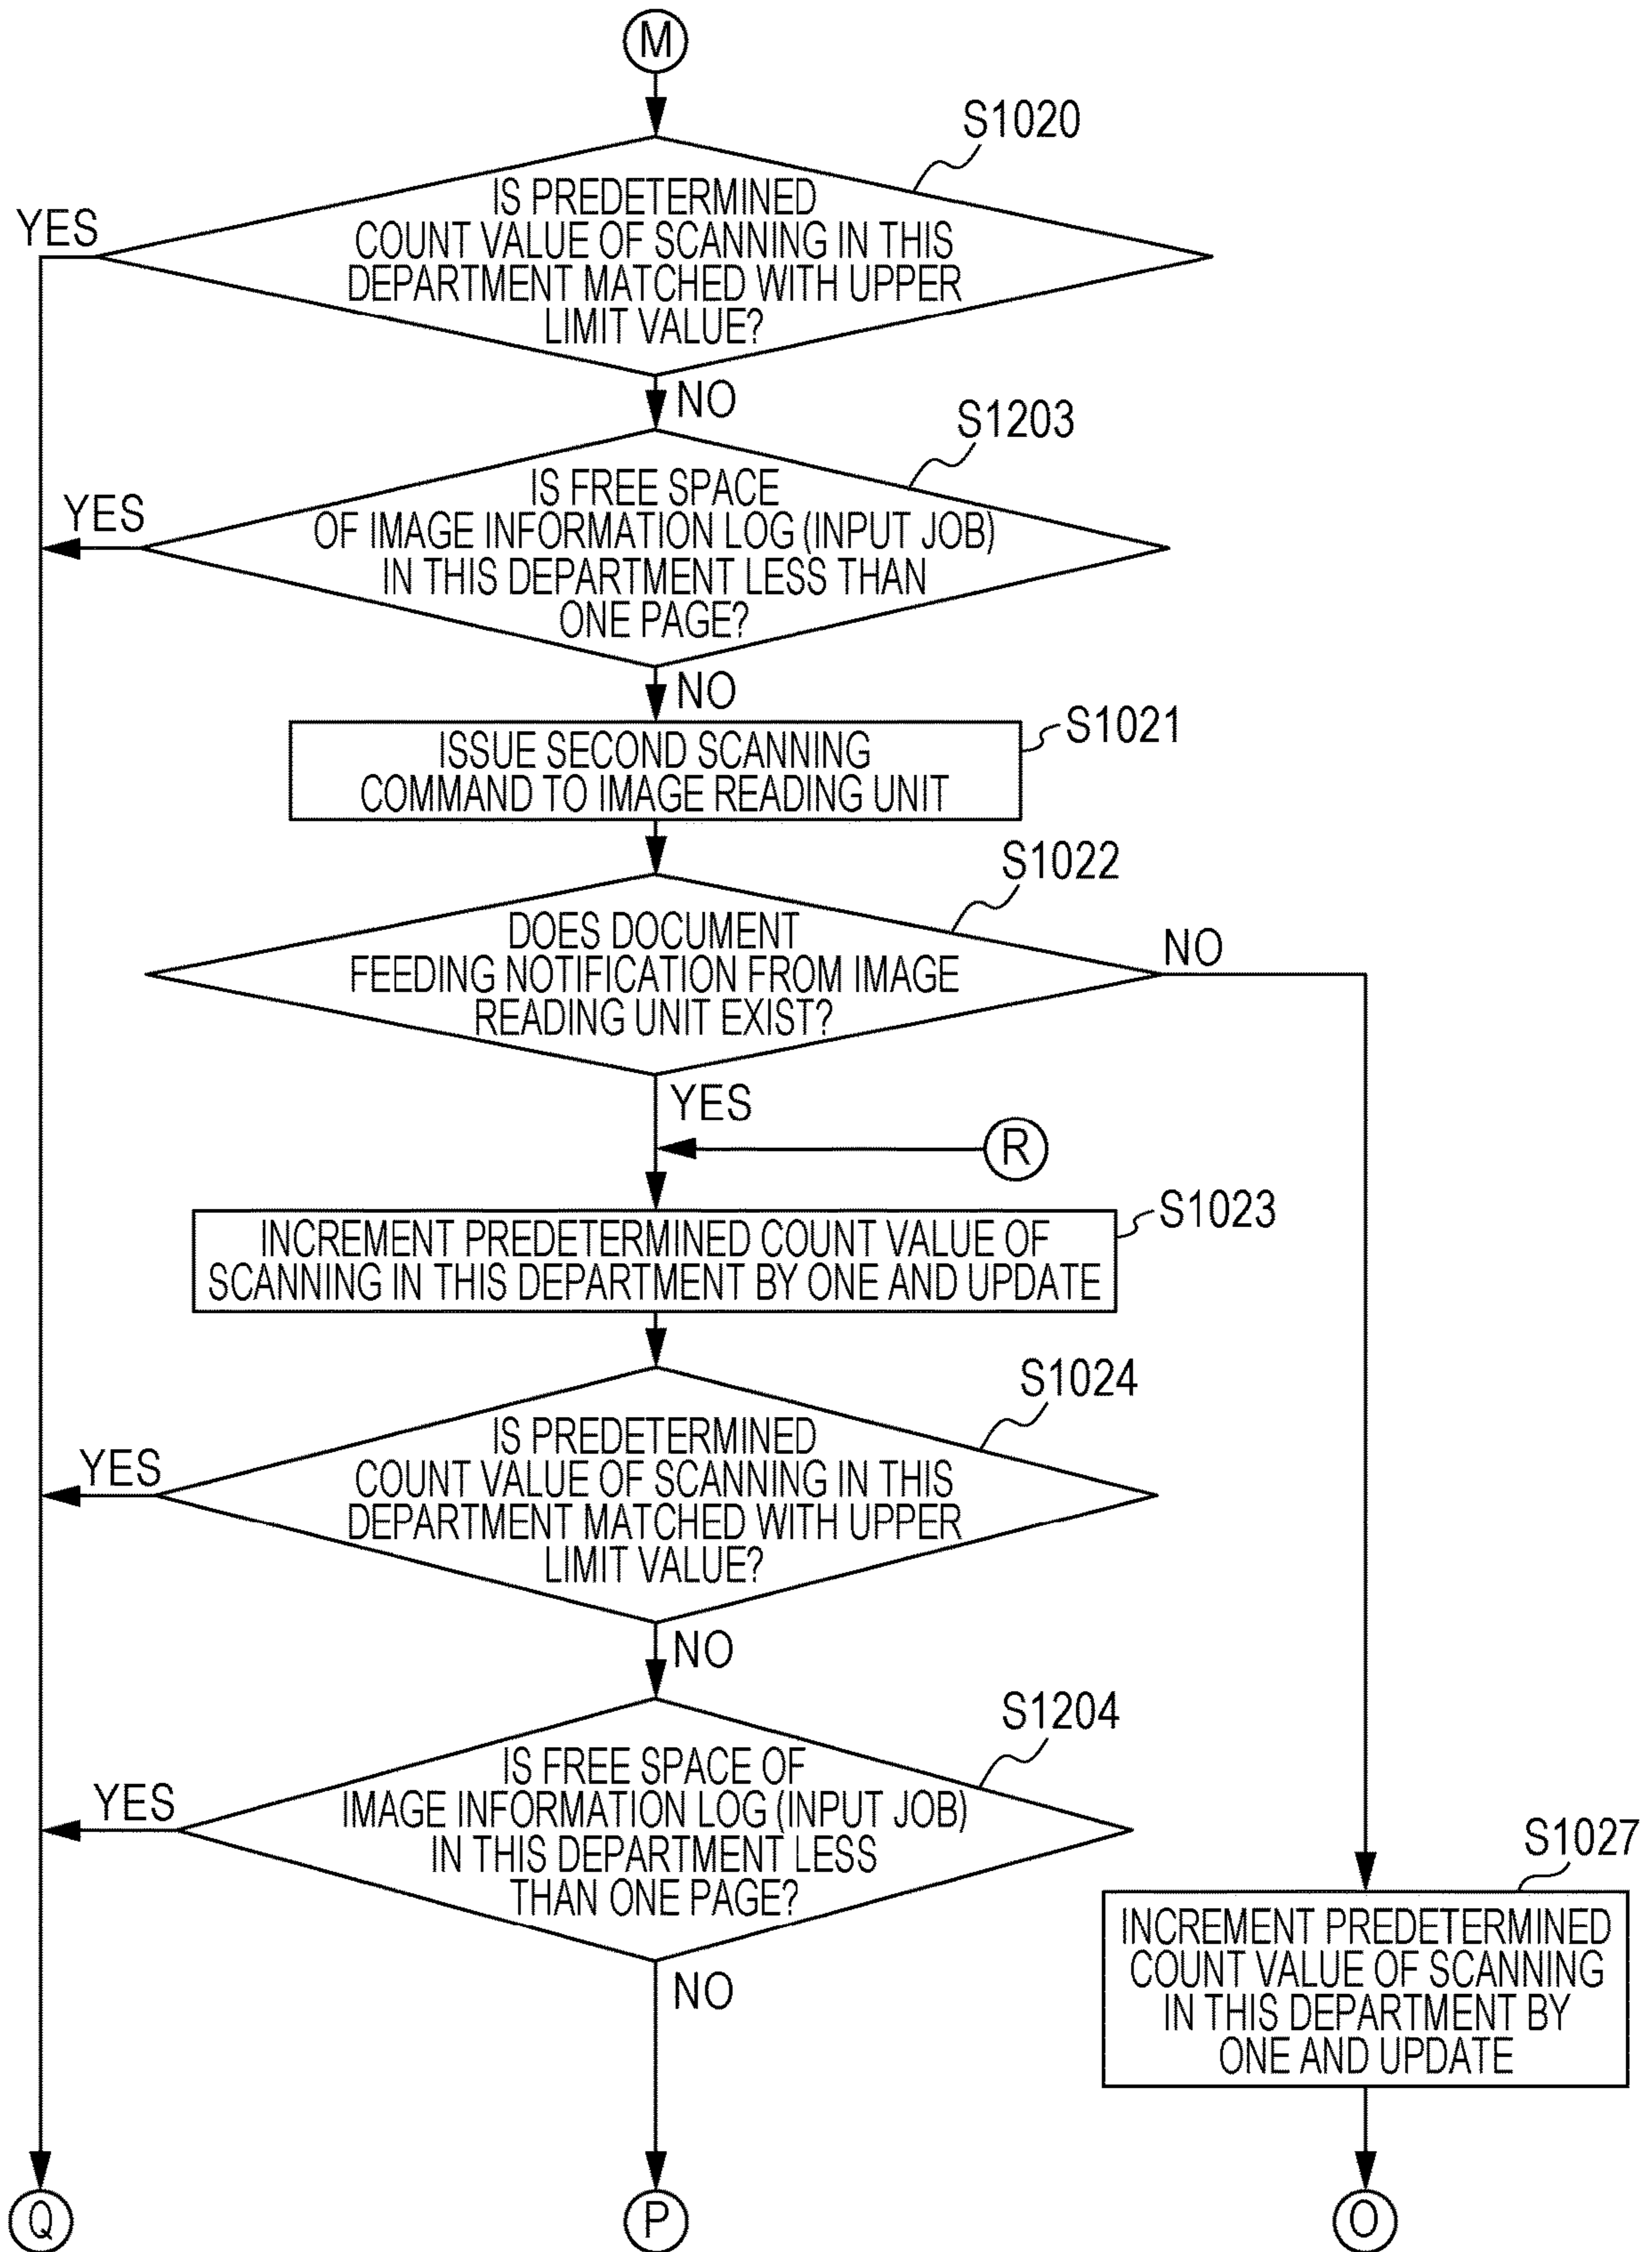 M
S1020
IS PREDETERMINED
COUNT VALUE OF SCANNING IN THIS
DEPARTMENT MATCHED WITH UPPER
LIMIT VALUE?
YES
NO
S1203
IS FREE SPACE
OF IMAGE INFORMATION LOG (INPUT JOB)
IN THIS DEPARTMENT LESS THAN
ONE PAGE?
YES
NO
S1021
ISSUE SECOND SCANNING
COMMAND TO IMAGE READING UNIT
S1022
DOES DOCUMENT
FEEDING NOTIFICATION FROM IMAGE
READING UNIT EXIST?
NO
YES
R
S1023
INCREMENT PREDETERMINED COUNT VALUE OF
SCANNING IN THIS DEPARTMENT BY ONE AND UPDATE
S1024
IS PREDETERMINED
COUNT VALUE OF SCANNING IN THIS
DEPARTMENT MATCHED WITH UPPER
LIMIT VALUE?
YES
NO
S1204
IS FREE SPACE OF
IMAGE INFORMATION LOG (INPUT JOB)
IN THIS DEPARTMENT LESS
THAN ONE PAGE?
YES
NO
S1027
INCREMENT PREDETERMINED
COUNT VALUE OF SCANNING
IN THIS DEPARTMENT BY
ONE AND UPDATE
Q
P
O